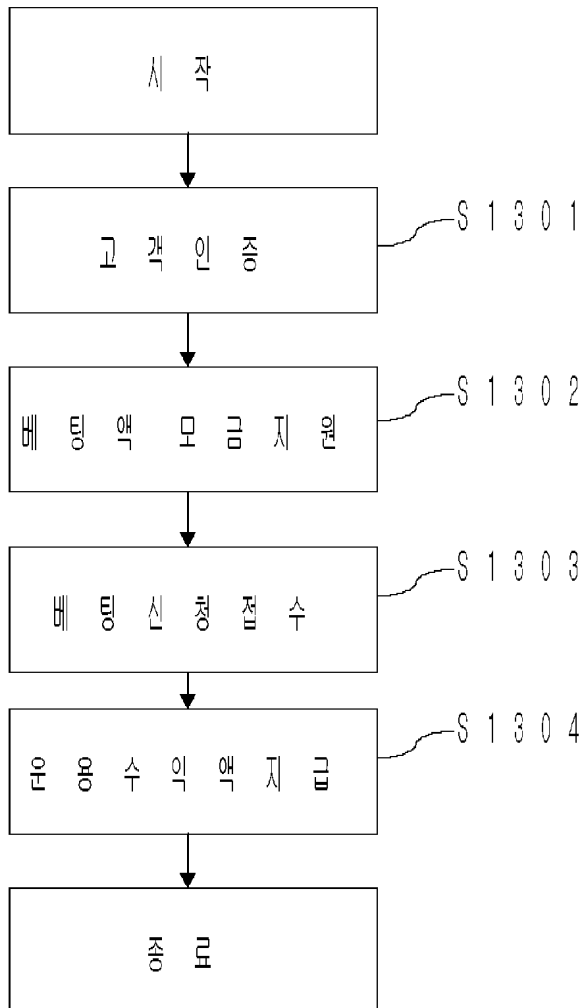 시 작
고 객 인 증
S 1 3 0 1
베 팅 액 모 금 지 원
S 1 3 0 2
베 팅 신 청 접 수
S 1 3 0 3
운 용 수 익 액 지 급
S 1 3 0 4
종 료